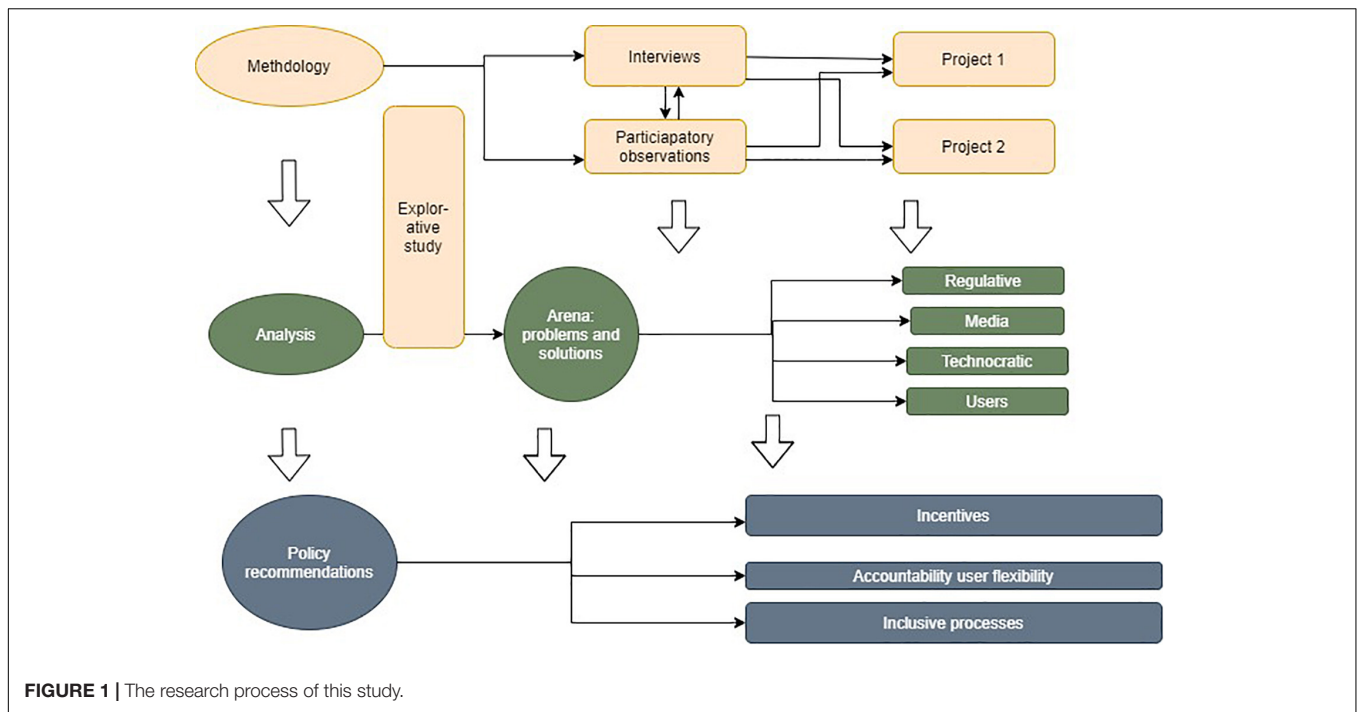 Methdology
Interviews
Project 1
Particiapatory
observations
Project 2
Explor-
ative
study
Analysis
Arena:
problems and
solutions
Regulative
Media
Technocratic
Users
Policy
recommendations
Incentives
Accountability user flexibility
Inclusive processes
FIGURE 1 | The research process of this study.